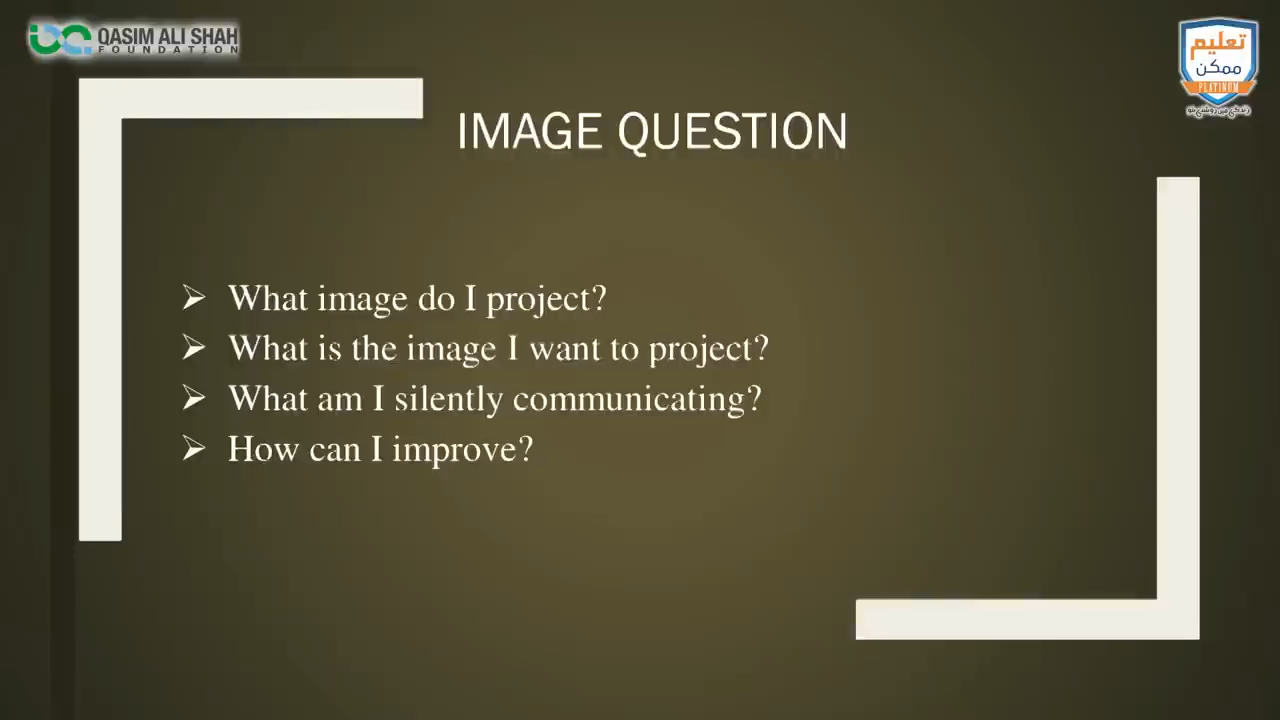 QASIM ALI SHAH
FOUNDATION
تعلیم
ممکن
PLATINUM
IMAGE QUESTION
What image do I project?
What is the image I want to project?
What am I silently communicating?
How can I improve?